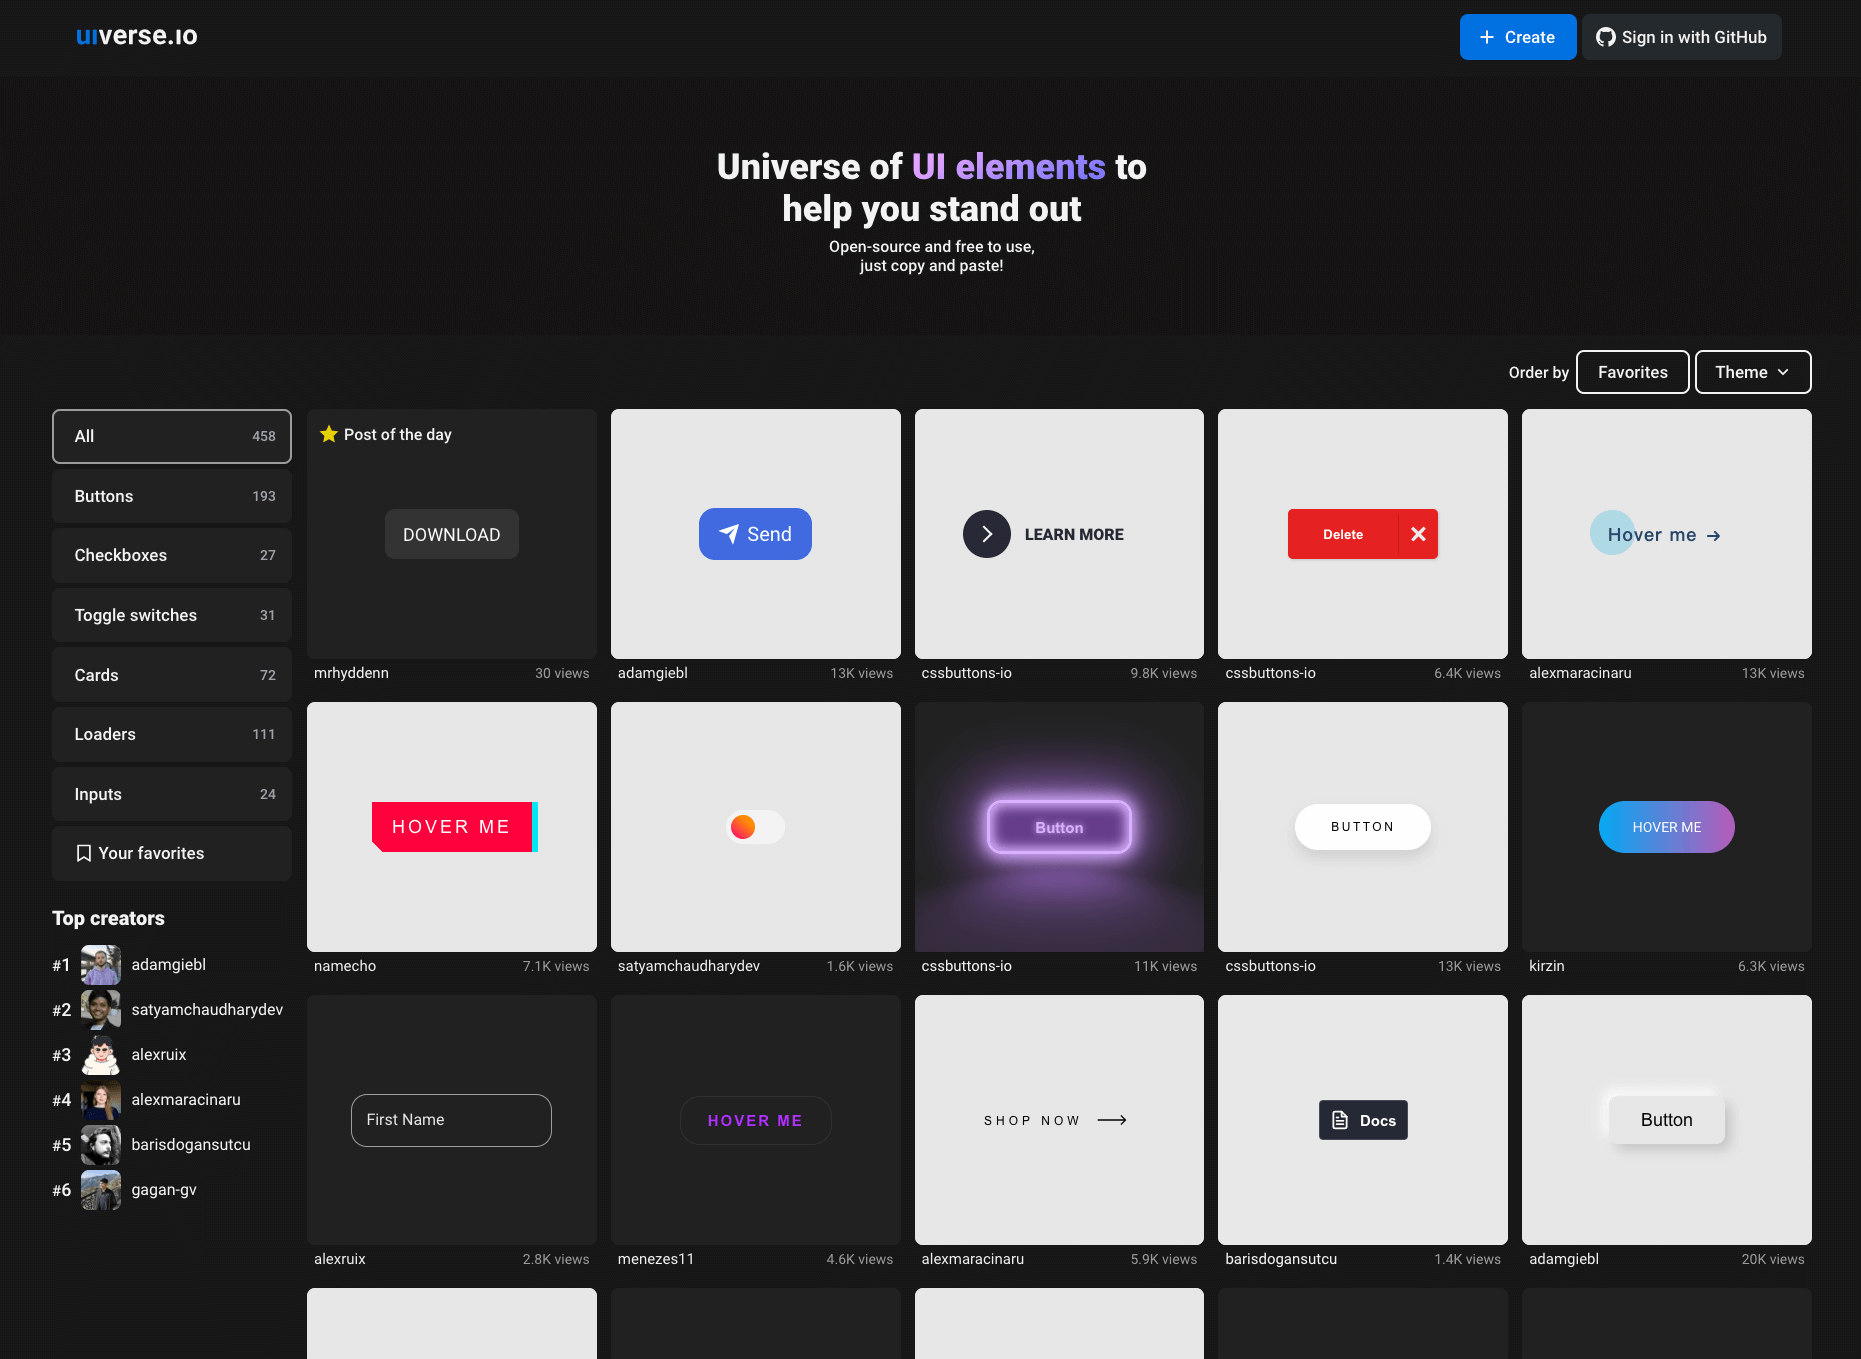 uiverse.io
Create
Sign in with GitHub
Universe of UI elements to
help you stand out
Open-source and free to use,
just copy and paste!
Order by
Favorites
Theme
All 458
Buttons 193
Checkboxes 27
Toggle switches 31
Cards 72
Loaders 111
Inputs 24
Your favorites
Top creators
#1 adamgiebl
#2 satyamchaudharydev
#3 alexruix
#4 alexmaracinaru
#5 barisdogansutcu
#6 gagan-gv
Post of the day
DOWNLOAD
mrhyddenn 30 views
Send
adamgiebl 13K views
LEARN MORE
cssbuttons-io 9.8K views
Delete
cssbuttons-io 6.4K views
Hover me →
alexmaracinaru 13K views
HOVER ME
namecho 7.1K views
satyamchaudharydev 1.6K views
Button
cssbuttons-io 11K views
BUTTON
cssbuttons-io 13K views
HOVER ME
kirzin 6.3K views
First Name
alexruix 2.8K views
HOVER ME
menezes11 4.6K views
SHOP NOW
alexmaracinaru 5.9K views
Docs
barisdogansutcu 1.4K views
Button
adamgiebl 20K views